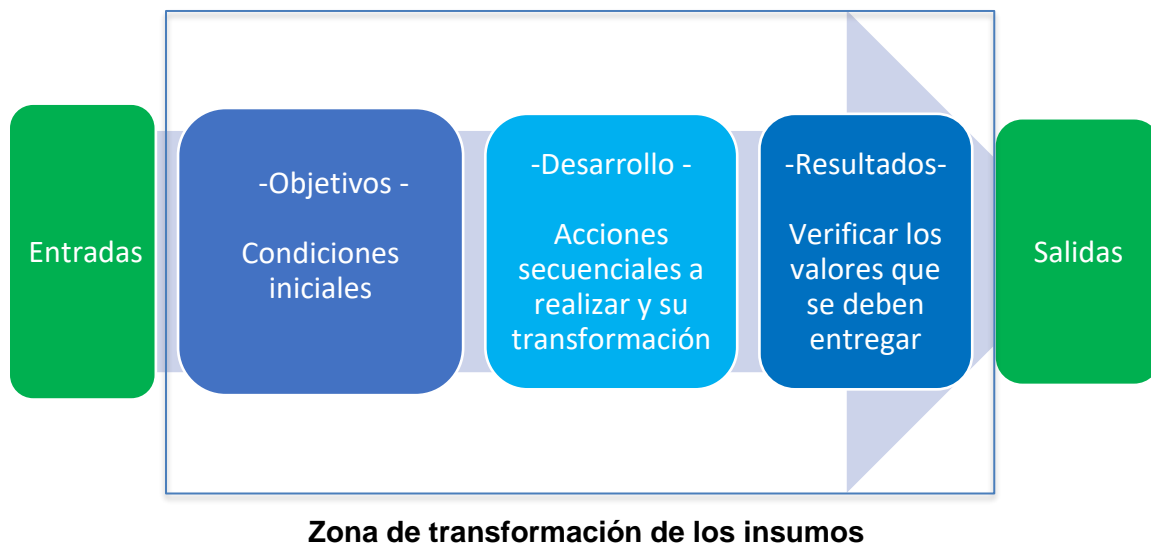 Entradas
-Objetivos -
Condiciones
iniciales
-Desarrollo -
Acciones
secuenciales a
realizar y su
transformación
-Resultados-
Verificar los
valores que
se deben
entregar
Salidas
Zona de transformación de los insumos